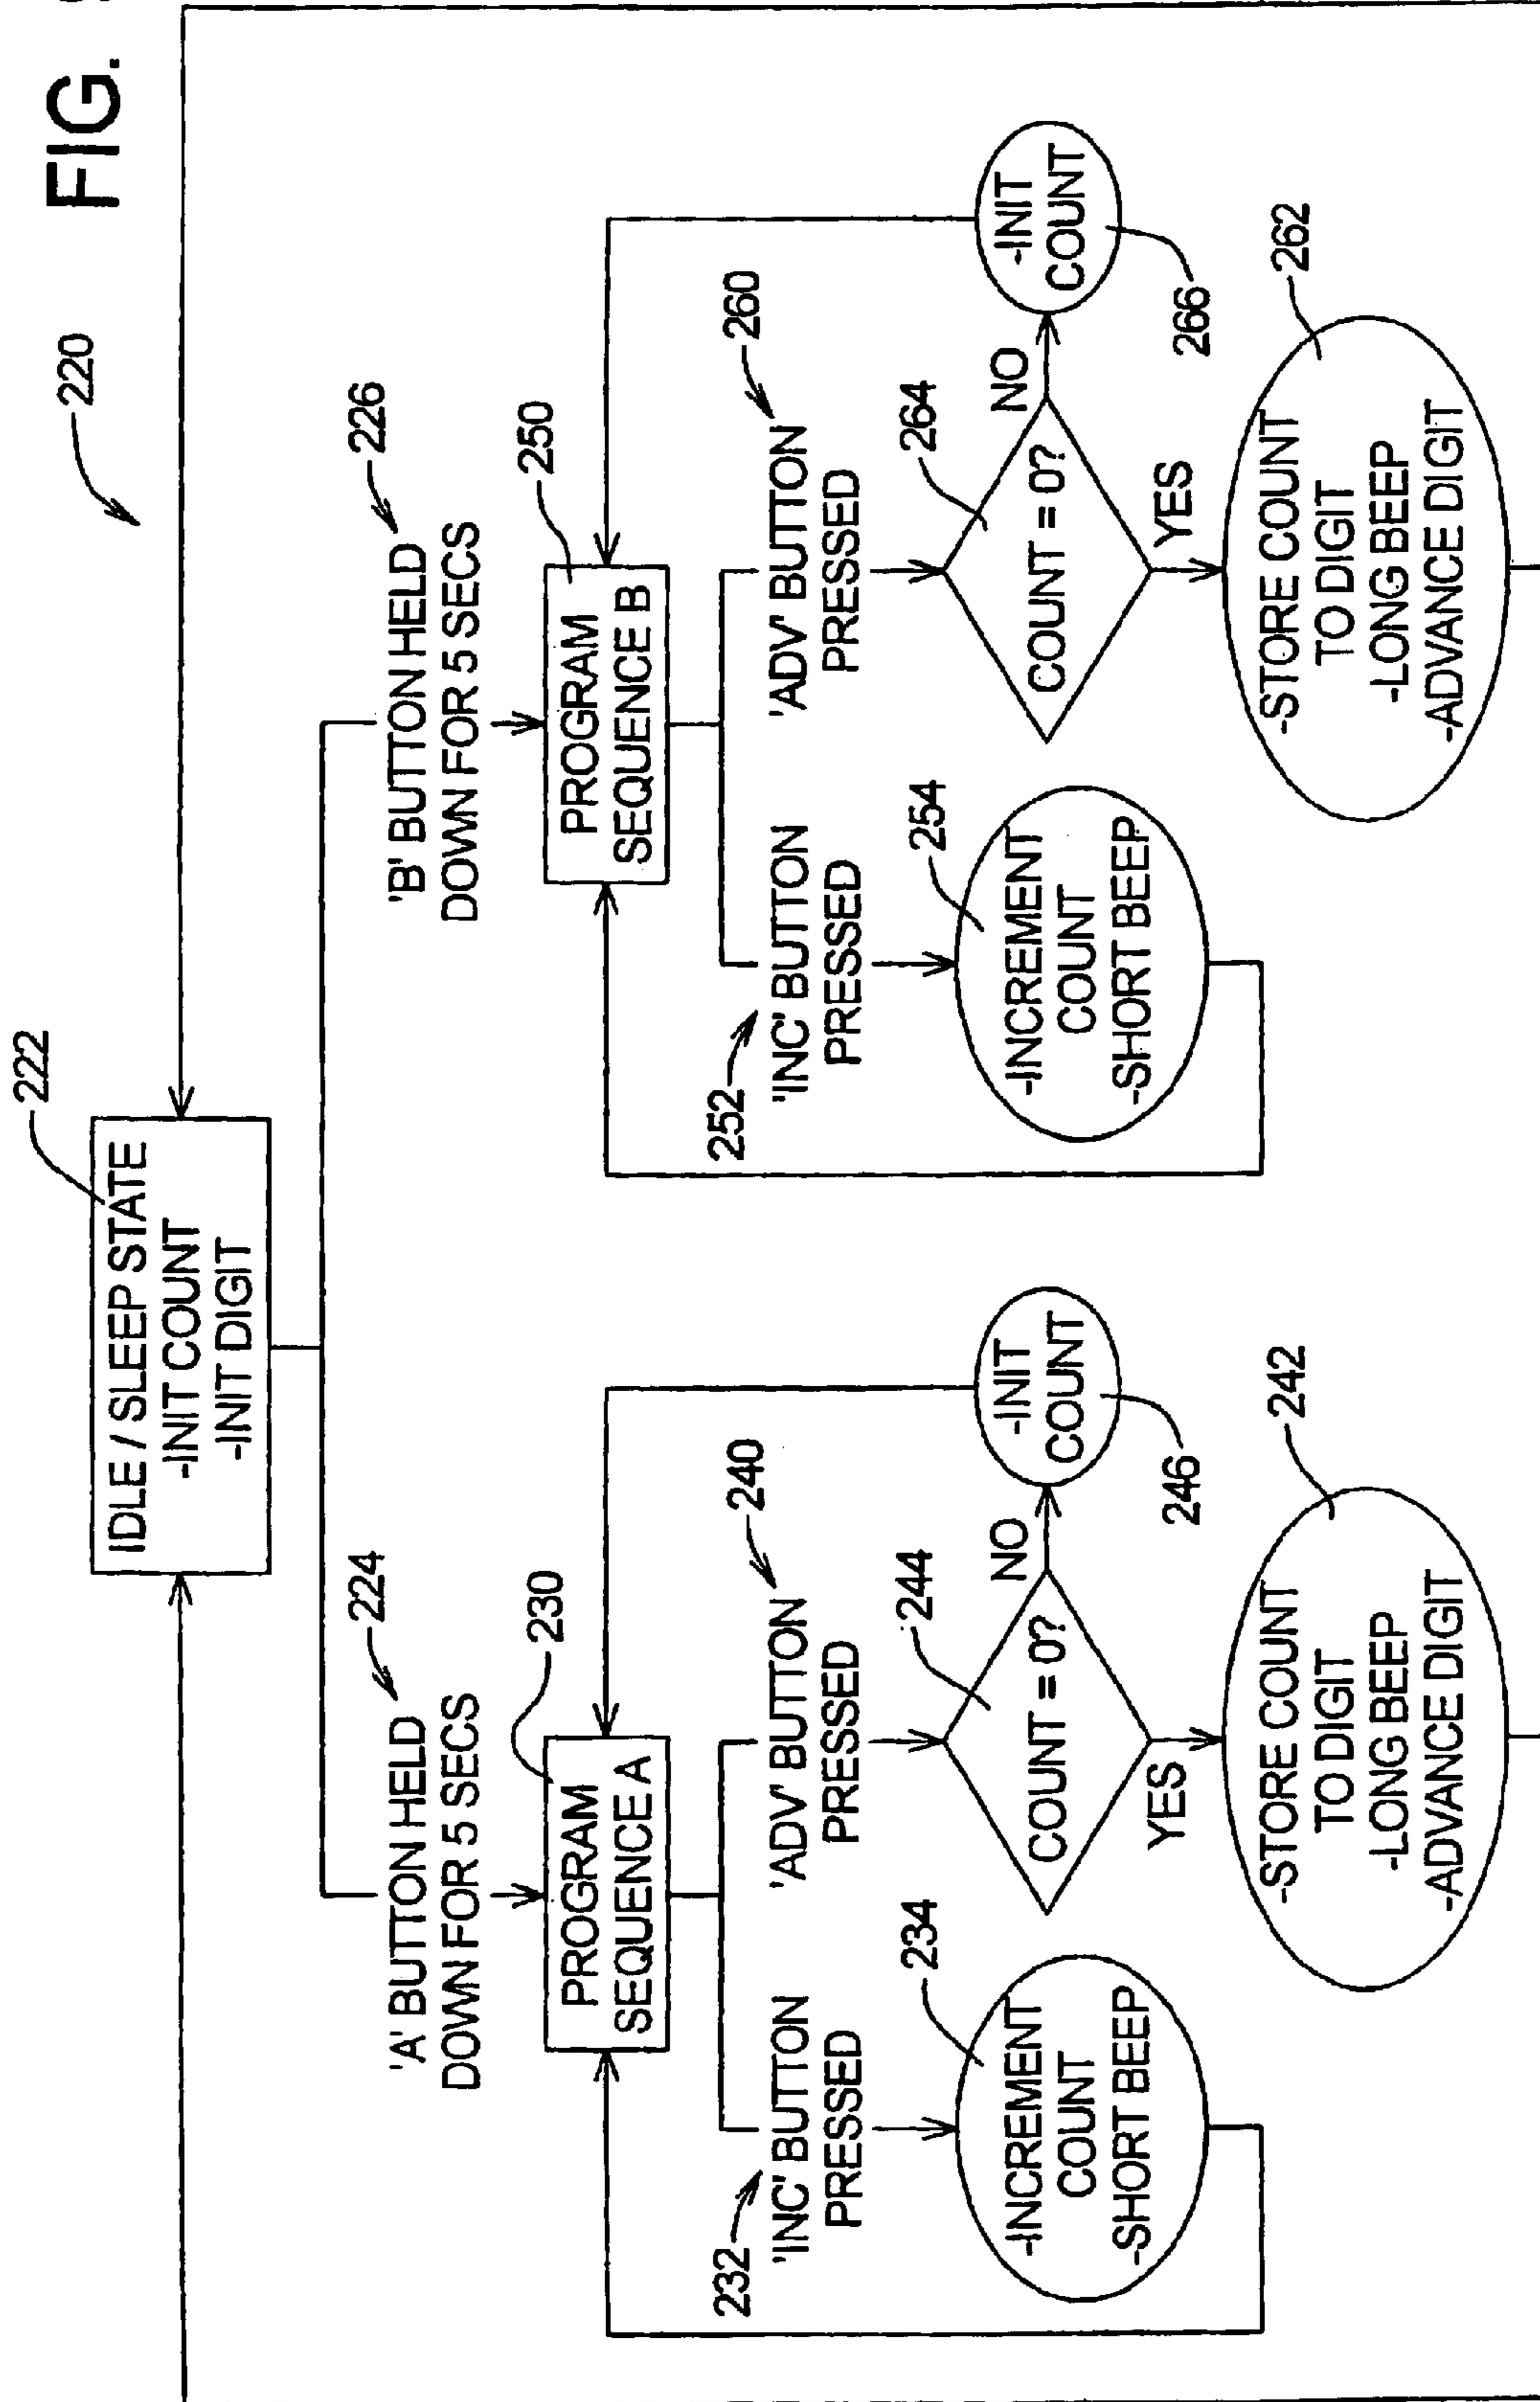 FIG.
220
222
IDLE / SLEEP STATE
-INIT COUNT
-INIT DIGIT
224
'A' BUTTON HELD
DOWN FOR 5 SECS
226
'B' BUTTON HELD
DOWN FOR 5 SECS
230
PROGRAM
SEQUENCE A
250
PROGRAM
SEQUENCE B
232
'INC' BUTTON
PRESSED
240
'ADV' BUTTON
PRESSED
252
'INC' BUTTON
PRESSED
260
'ADV' BUTTON
PRESSED
234
-INCREMENT
COUNT
-SHORT BEEP
244
COUNT = 0?
NO
YES
-INIT
COUNT
246
254
-INCREMENT
COUNT
-SHORT BEEP
264
COUNT = 0?
NO
YES
-INIT
COUNT
266
242
-STORE COUNT
TO DIGIT
-LONG BEEP
-ADVANCE DIGIT
262
-STORE COUNT
TO DIGIT
-LONG BEEP
-ADVANCE DIGIT